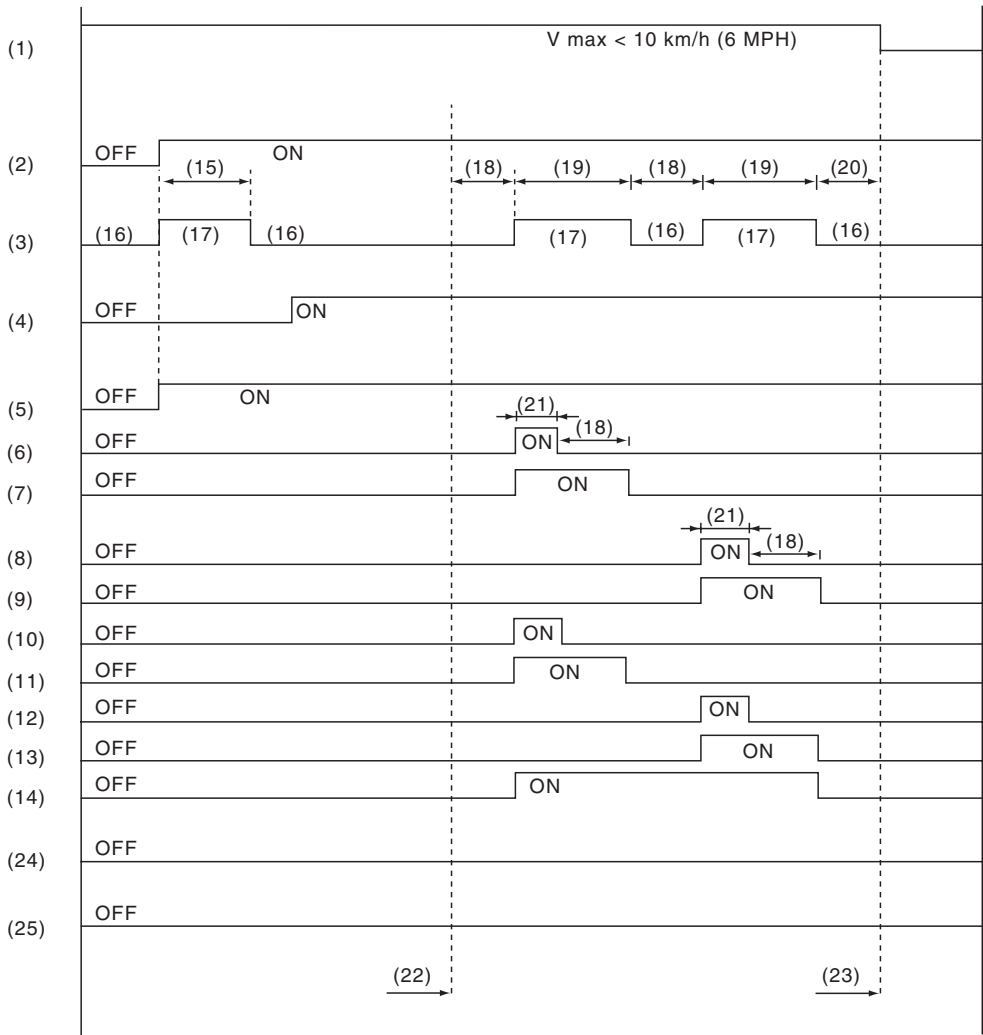 (1) V max < 10 km/h (6 MPH)
(2) OFF ON
(15) (18) (19) (18) (19) (20)
(3) (16) (17) (16) (17) (16) (17) (16)
(4) OFF ON
(5) OFF ON
(21)
(6) OFF ON (18)
(7) OFF ON
(21)
(8) OFF ON (18)
(9) OFF ON
(10) OFF ON
(11) OFF ON
(12) OFF ON
(13) OFF ON
(14) OFF ON
(24) OFF
(25) OFF
(22) (23)